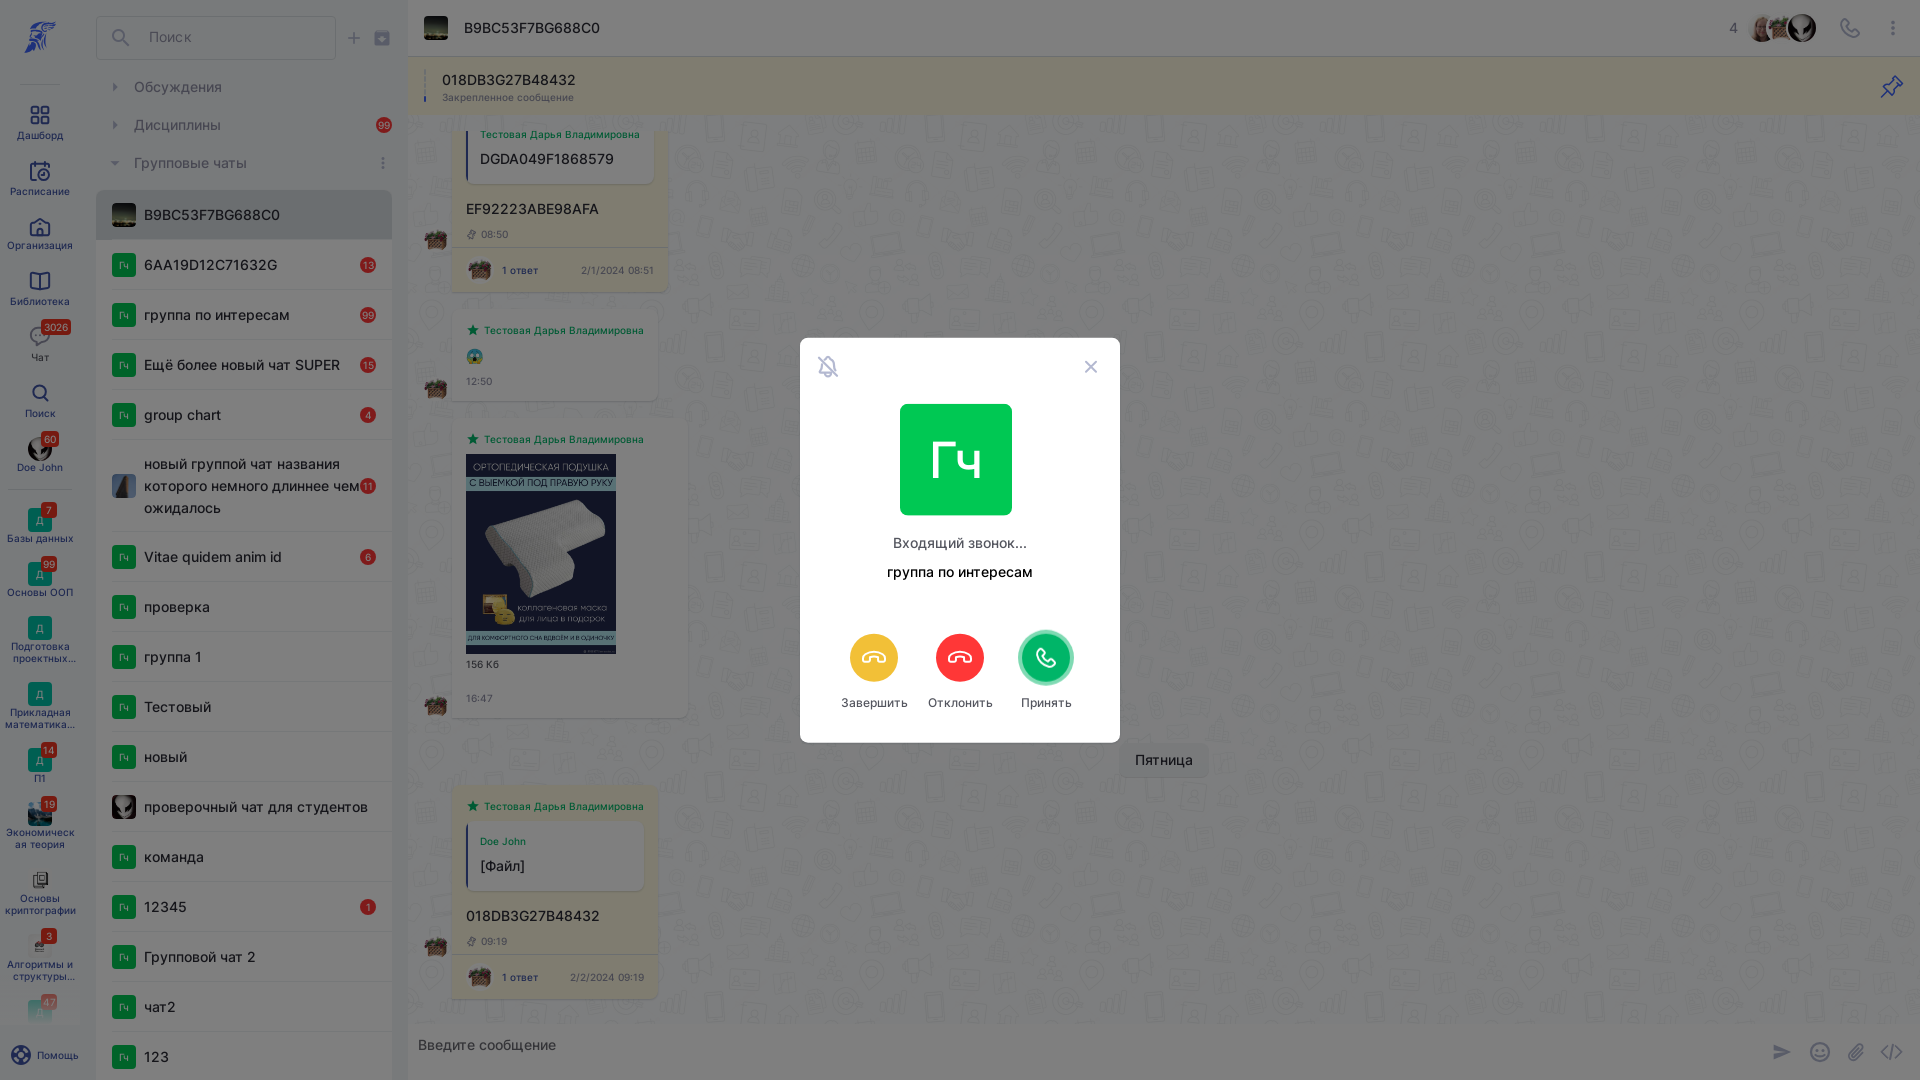 Дашборд
Расписание
Организация
Библиотека
3026
Чат
Поиск
60
Doe John
7
Д
Базы данных
99
Д
Основы ООП
Д
Подготовка
проектных...
Д
Прикладная
математика...
14
Д
П1
19
Экономическ
ая теория
Основы
криптографии
3
Алгоритмы и
структуры...
47
Д
Помощь
Поиск
Обсуждения
Дисциплины
99
Групповые чаты
B9BC53F7BG688C0
Гч
6AA19D12C71632G
13
Гч
группа по интересам
99
Гч
Ещё более новый чат SUPER
15
Гч
group chart
4
новый группой чат названия
которого немного длиннее чем
ожидалось
11
Гч
Vitae quidem anim id
6
Гч
проверка
Гч
группа 1
Гч
Тестовый
Гч
новый
проверочный чат для студентов
Гч
команда
Гч
12345
1
Гч
Групповой чат 2
Гч
чат2
Гч
123
B9BC53F7BG688C0
4
018DB3G27B48432
Закрепленное сообщение
Тестовая Дарья Владимировна
DGDA049F1868579
EF92223ABE98AFA
08:50
1 ответ
2/1/2024 08:51
Тестовая Дарья Владимировна
12:50
Тестовая Дарья Владимировна
ОРТОПЕДИЧЕСКАЯ ПОДУШКА
С ВЫЕМКОЙ ПОД ПРАВУЮ РУКУ
коллагеновая маска
для лица в подарок
ДЛЯ КОМФОРТНОГО СНА ВДВОЁМ И В ОДИНОЧКУ
156 Кб
16:47
Пятница
Тестовая Дарья Владимировна
Doe John
[Файл]
018DB3G27B48432
09:19
1 ответ
2/2/2024 09:19
Введите сообщение
Гч
Входящий звонок...
группа по интересам
Завершить
Отклонить
Принять